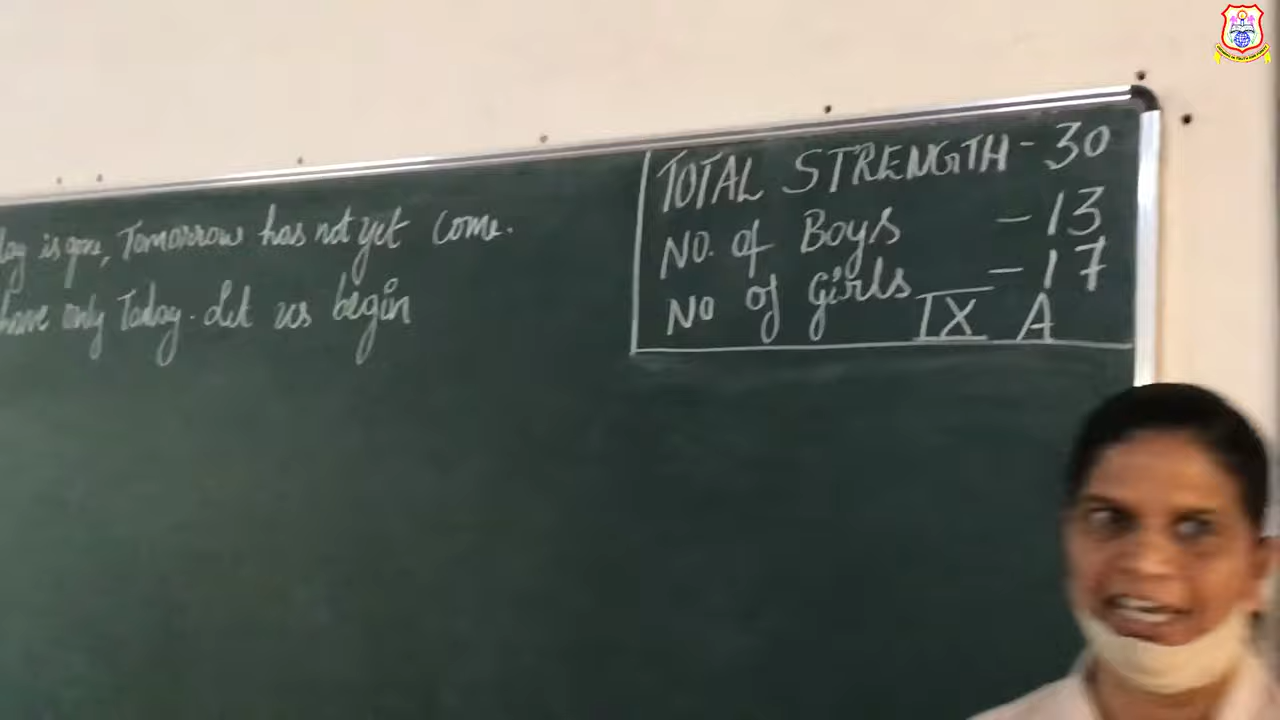 day is gone, Tomorrow has not yet come.
have only Today. Let us begin
TOTAL STRENGTH - 30
NO. of Boys - 13
NO of Girls - 17
IX A